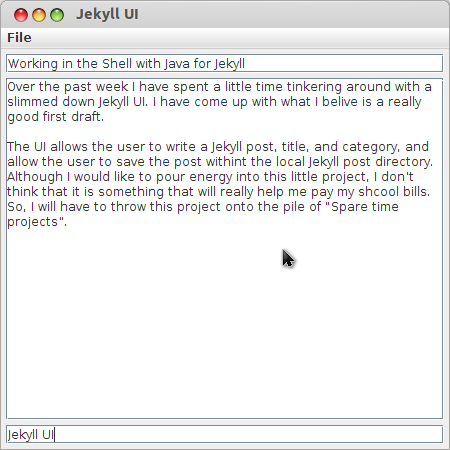 Jekyll UI
File
Working in the Shell with Java for Jekyll
Over the past week I have spent a little time tinkering around with a
slimmed down Jekyll UI. I have come up with what I belive is a really
good first draft.
The UI allows the user to write a Jekyll post, title, and category, and
allow the user to save the post withint the local Jekyll post directory.
Although I would like to pour energy into this little project, I don't
think that it is something that will really help me pay my shcool bills.
So, I will have to throw this project onto the pile of "Spare time
projects".
Jekyll UI